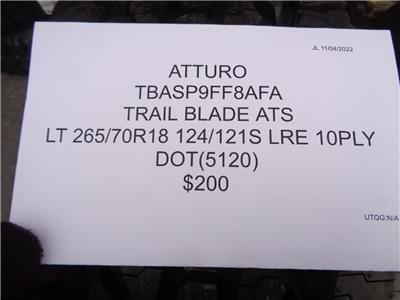 JL 11/04/2022
ATTURO
TBASP9FF8AFA
TRAIL BLADE ATS
LT 265/70R18 124/121S LRE 10PLY
DOT(5120)
$200
UTQG:N/A